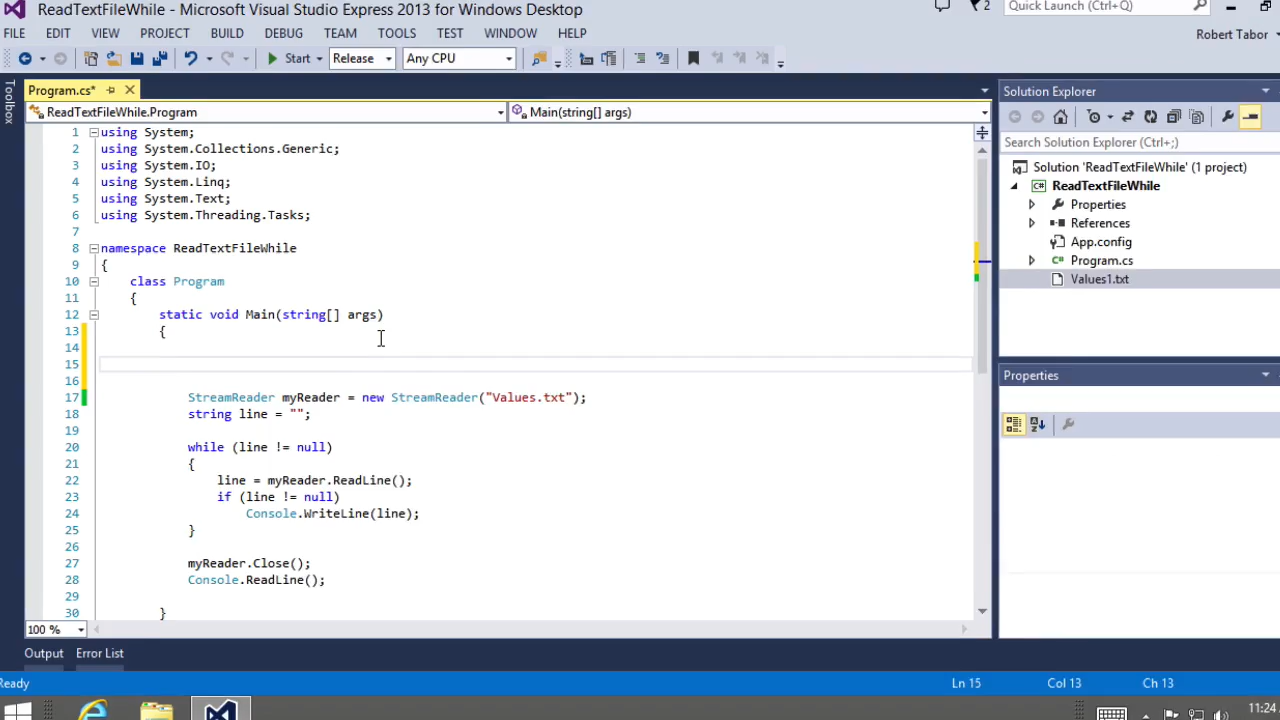 ReadTextFileWhile - Microsoft Visual Studio Express 2013 for Windows Desktop
2
Quick Launch (Ctrl+;)
FILE EDIT VIEW PROJECT BUILD DEBUG TEAM TOOLS TEST WINDOW HELP
Robert Tabor
Start Release Any CPU
Toolbox
Program.cs*
ReadTextFileWhile.Program
Main(string[] args)
1 using System;
2 using System.Collections.Generic;
3 using System.IO;
4 using System.Linq;
5 using System.Text;
6 using System.Threading.Tasks;
7
8 namespace ReadTextFileWhile
9 {
10 class Program
11 {
12 static void Main(string[] args)
13 {
14
15
16
17 StreamReader myReader = new StreamReader("Values.txt");
18 string line = "";
19
20 while (line != null)
21 {
22 line = myReader.ReadLine();
23 if (line != null)
24 Console.WriteLine(line);
25 }
26
27 myReader.Close();
28 Console.ReadLine();
29
30 }
100 %
Solution Explorer
Search Solution Explorer (Ctrl+;)
Solution 'ReadTextFileWhile' (1 project)
ReadTextFileWhile
Properties
References
App.config
Program.cs
Values1.txt
Properties
Output Error List
Ready
Ln 15 Col 13 Ch 13
11:24